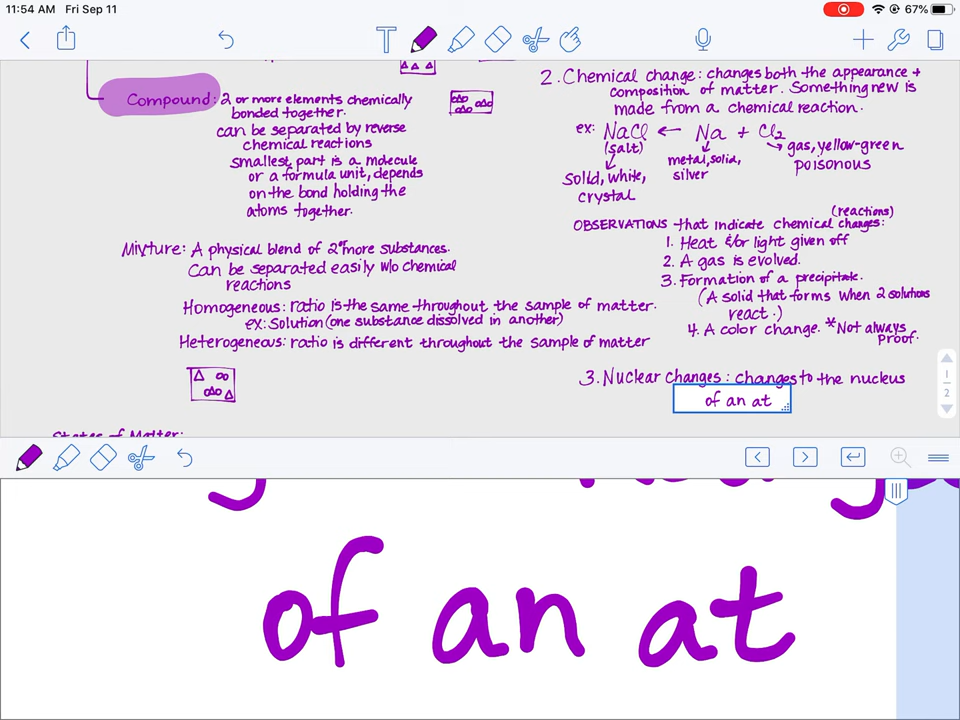 11:54 AM Fri Sep 11
67%
Compound: 2 or more elements chemically
bonded together.
can be separated by reverse
chemical reactions
smallest part is a molecule
or a formula unit, depends
on the bond holding the
atoms together.
Mixture: A physical blend of 2 or more substances.
Can be separated easily w/o chemical
reactions
Homogeneous: ratio is the same throughout the sample of matter.
ex: Solution (one substance dissolved in another)
Heterogeneous: ratio is different throughout the sample of matter
States of Matter:
2. Chemical change: changes both the appearance +
composition of matter. Something new is
made from a chemical reaction.
ex: NaCl ← Na + Cl2
(salt)
gas, yellow-green
poisonous
metal, solid,
silver
solid, white,
crystal
(reactions)
OBSERVATIONS that indicate chemical changes:
1. Heat &/or light given off
2. A gas is evolved.
3. Formation of a precipitate.
(A solid that forms when 2 solutions
react.)
4. A color change. *Not always
proof.
3. Nuclear Changes: changes to the nucleus
of an at
1
2
of an at